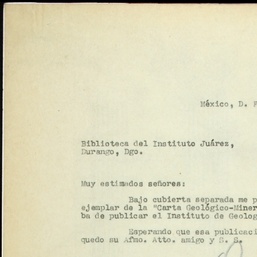 México, D. F
Biblioteca del Instituto Juárez,
Durango, Dgo.
Muy estimados señores:
Bajo cubierta separada me p
ejemplar de la "Carta Geológico-Miner
ba de publicar el Instituto de Geolog
Esperando que esa publicaci
quedo su Afmo. Atto. amigo y S. S.